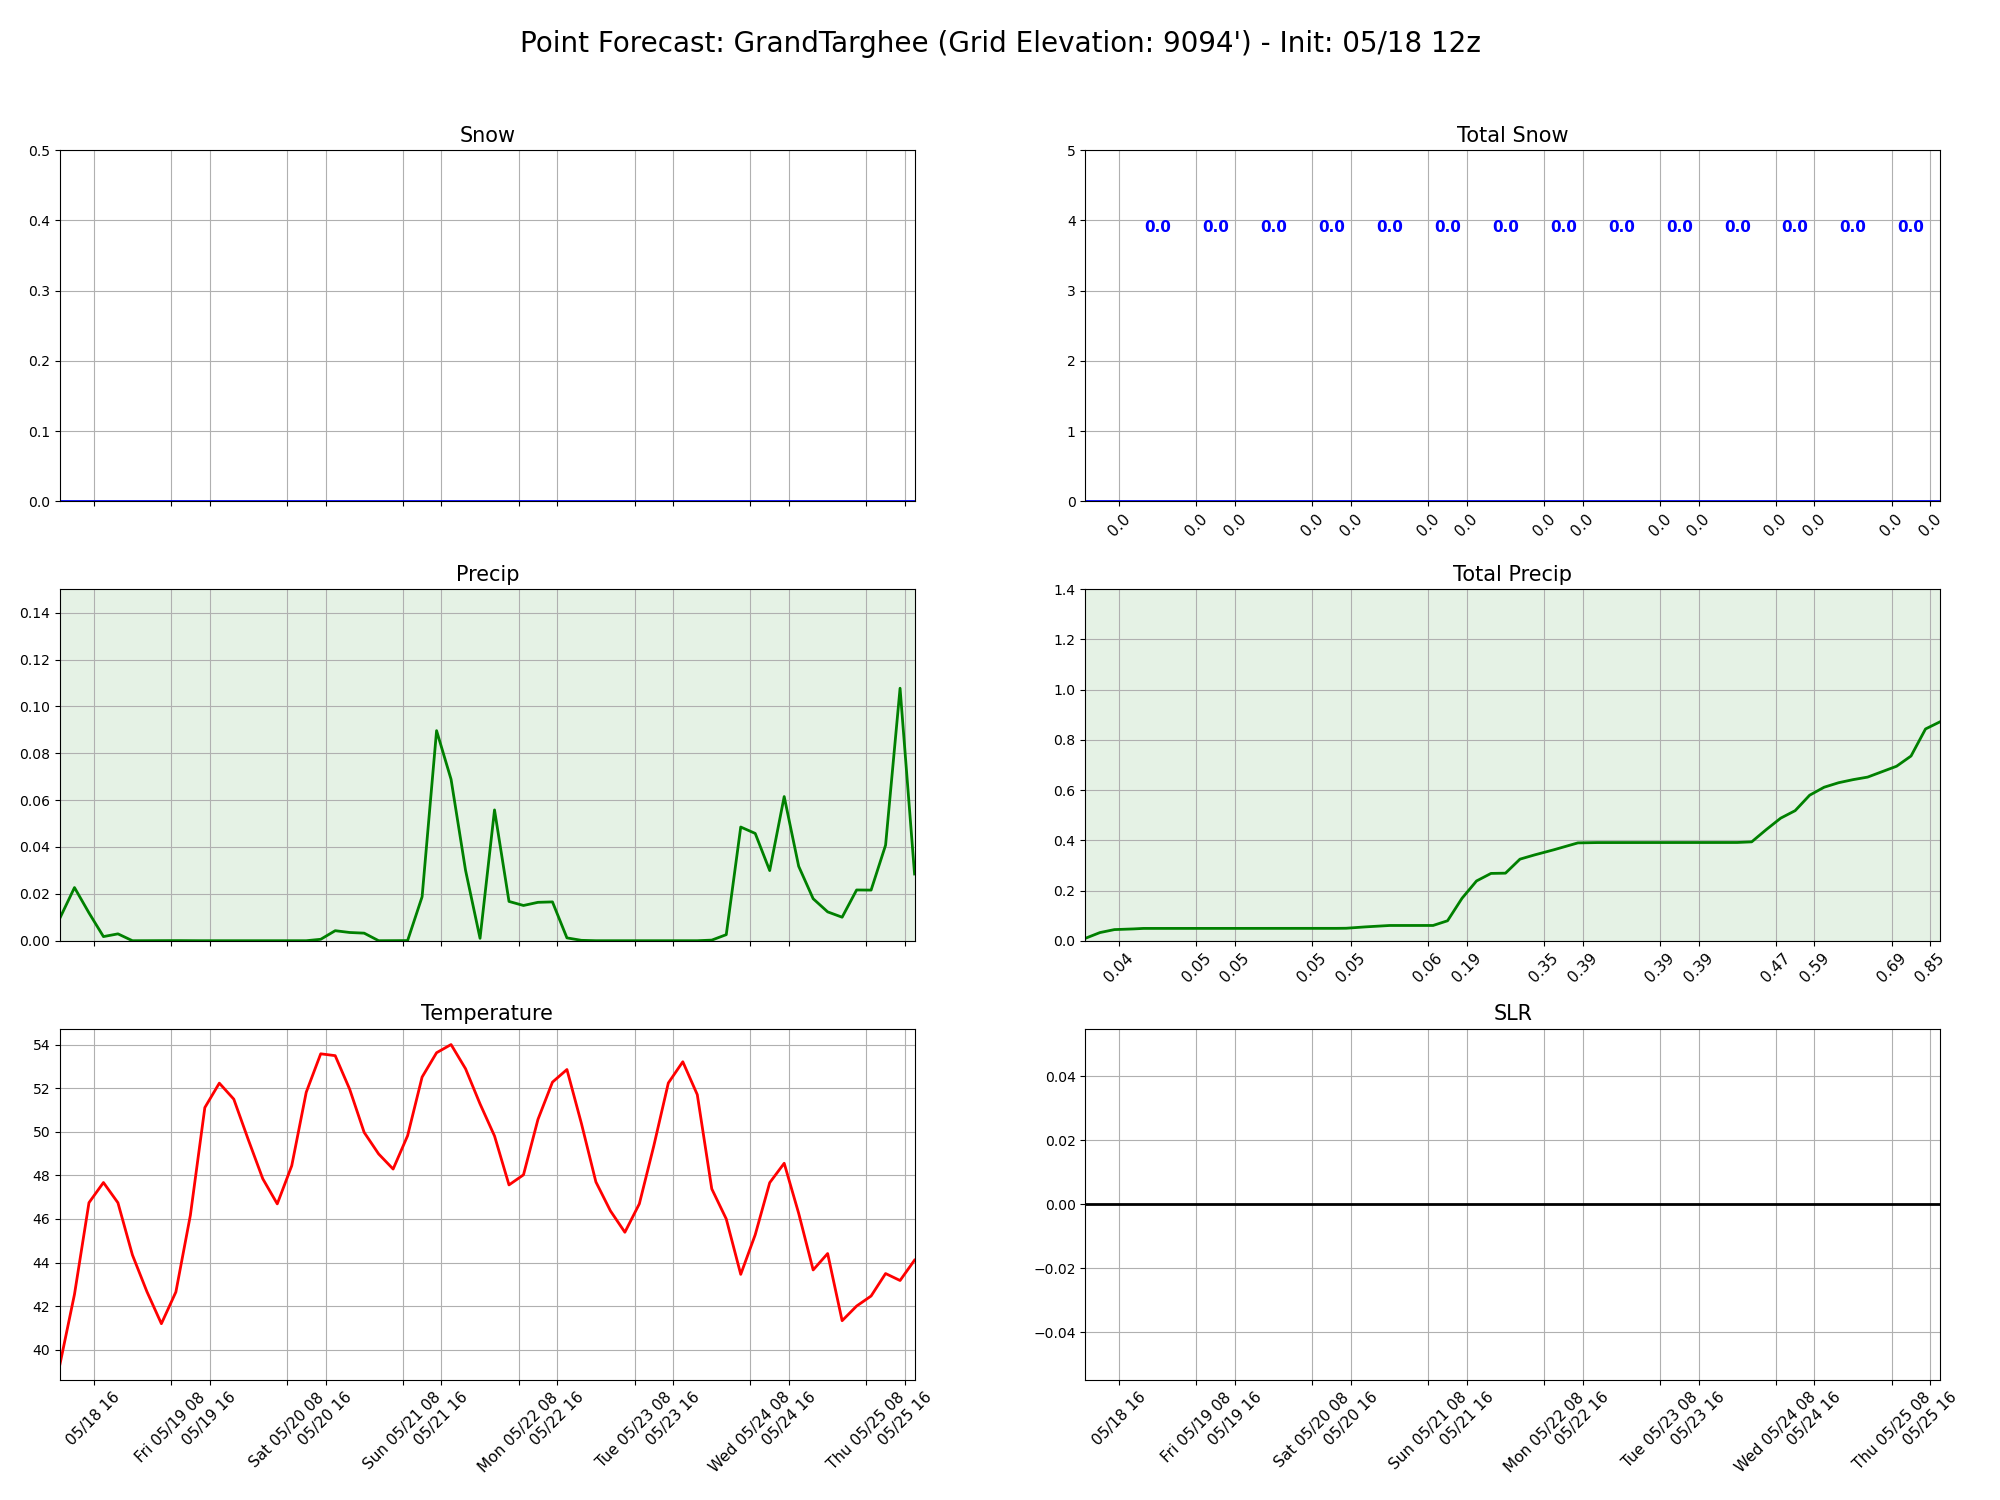 Point Forecast: GrandTarghee (Grid Elevation: 9094') - Init: 05/18 12z
Snow
0.5
0.4
0.3
0.2
0.1
0.0
Total Snow
5
4
3
2
1
0
0.0 0.0 0.0 0.0 0.0 0.0 0.0 0.0 0.0 0.0 0.0 0.0 0.0 0.0
0.0 0.0 0.0 0.0 0.0 0.0 0.0 0.0 0.0 0.0 0.0 0.0 0.0 0.0 0.0
Precip
0.14
0.12
0.10
0.08
0.06
0.04
0.02
0.00
Total Precip
1.4
1.2
1.0
0.8
0.6
0.4
0.2
0.0
0.04 0.05 0.05 0.05 0.05 0.06 0.19 0.35 0.39 0.39 0.39 0.47 0.59 0.69 0.85
Temperature
54
52
50
48
46
44
42
40
05/18 16
Fri 05/19 08
05/19 16
Sat 05/20 08
05/20 16
Sun 05/21 08
05/21 16
Mon 05/22 08
05/22 16
Tue 05/23 08
05/23 16
Wed 05/24 08
05/24 16
Thu 05/25 08
05/25 16
SLR
0.04
0.02
0.00
−0.02
−0.04
05/18 16
Fri 05/19 08
05/19 16
Sat 05/20 08
05/20 16
Sun 05/21 08
05/21 16
Mon 05/22 08
05/22 16
Tue 05/23 08
05/23 16
Wed 05/24 08
05/24 16
Thu 05/25 08
05/25 16